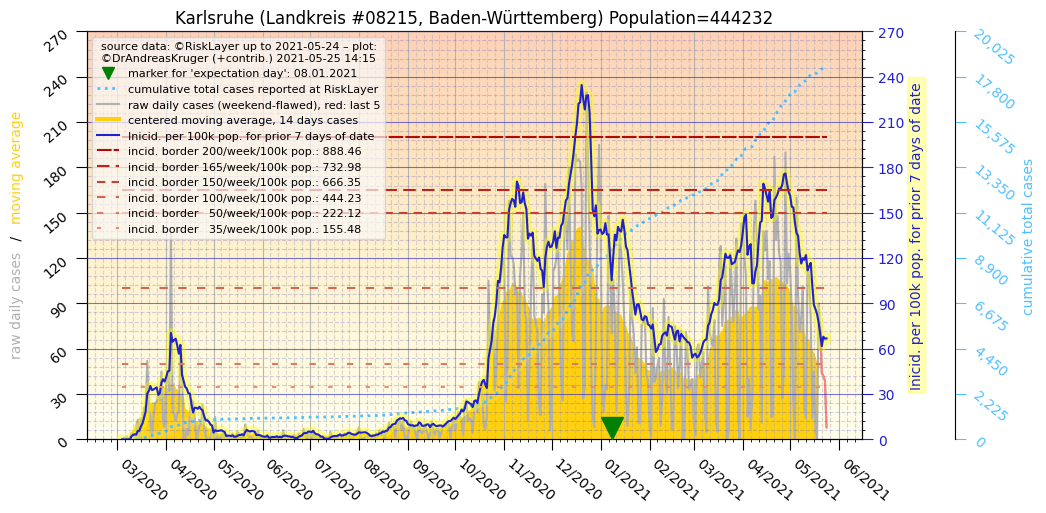 Karlsruhe (Landkreis #08215, Baden-Württemberg) Population=444232
source data: ©RiskLayer up to 2021-05-24 – plot:
©DrAndreasKruger (+contrib.) 2021-05-25 14:15
marker for 'expectation day': 08.01.2021
cumulative total cases reported at RiskLayer
raw daily cases (weekend-flawed), red: last 5
centered moving average, 14 days cases
Inicid. per 100k pop. for prior 7 days of date
incid. border 200/week/100k pop.: 888.46
incid. border 165/week/100k pop.: 732.98
incid. border 150/week/100k pop.: 666.35
incid. border 100/week/100k pop.: 444.23
incid. border   50/week/100k pop.: 222.12
incid. border   35/week/100k pop.: 155.48
raw daily cases  /  moving average
270
240
210
180
150
120
90
60
30
0
03/2020
04/2020
05/2020
06/2020
07/2020
08/2020
09/2020
10/2020
11/2020
12/2020
01/2021
02/2021
03/2021
04/2021
05/2021
06/2021
270
240
210
180
150
120
90
60
30
0
Inicid. per 100k pop. for prior 7 days of date
20,025
17,800
15,575
13,350
11,125
8,900
6,675
4,450
2,225
0
cumulative total cases